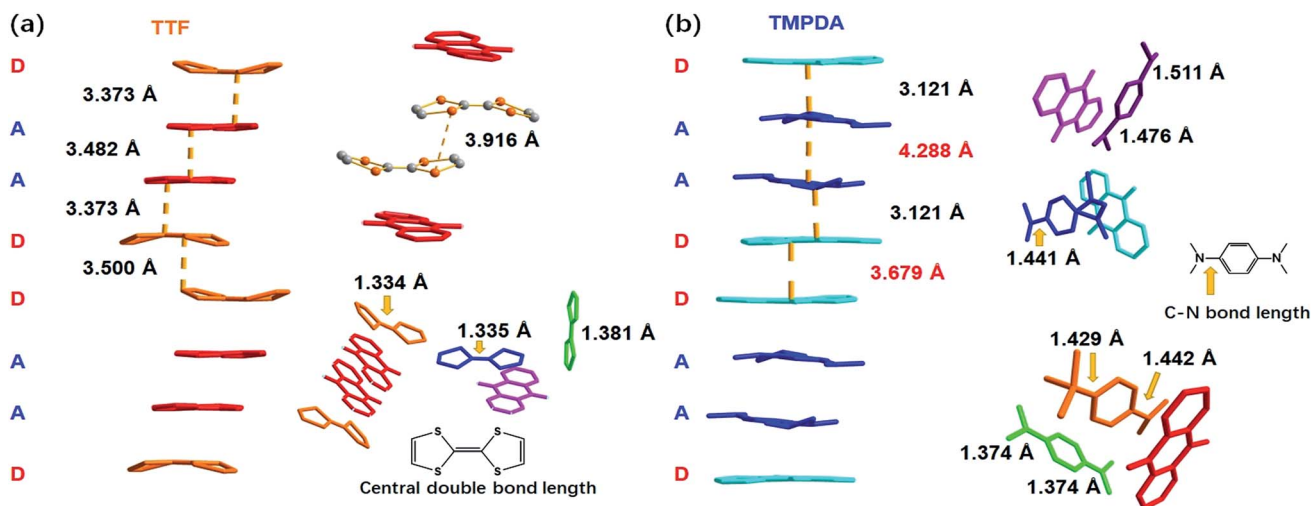 (a)
TTF
D
3.373 Å
A
3.482 Å
A
3.373 Å
D
3.500 Å
D
A
A
D
3.916 Å
1.334 Å
1.335 Å
1.381 Å
S
S
S
S
Central double bond length
(b)
TMPDA
D
3.121 Å
A
4.288 Å
A
3.121 Å
D
3.679 Å
D
A
A
D
1.511 Å
1.476 Å
1.441 Å
N
N
C-N bond length
1.429 Å
1.442 Å
1.374 Å
1.374 Å